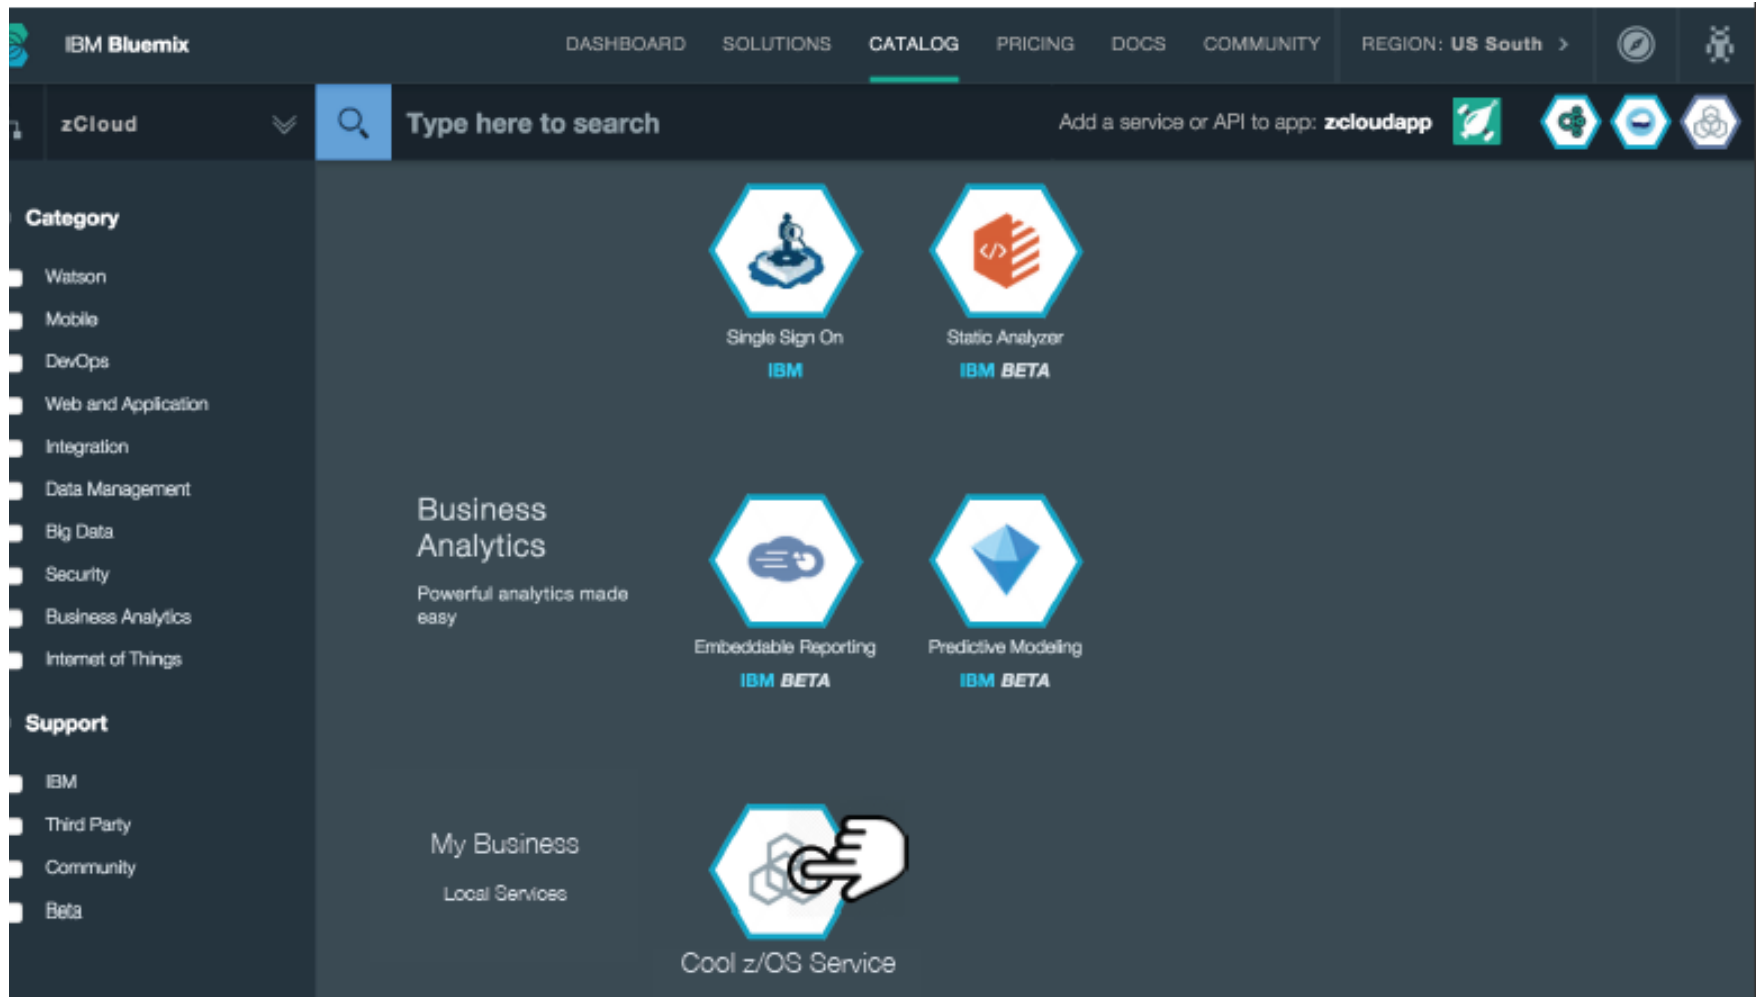 IBM Bluemix
DASHBOARD SOLUTIONS CATALOG PRICING DOCS COMMUNITY REGION: US South >
zCloud
Type here to search
Add a service or API to app: zcloudapp
Category
Watson
Mobile
DevOps
Web and Application
Integration
Data Management
Big Data
Security
Business Analytics
Internet of Things
Support
IBM
Third Party
Community
Beta
</>
Single Sign On
IBM
Static Analyzer
IBM BETA
Business
Analytics
Powerful analytics made
easy
Embeddable Reporting
IBM BETA
Predictive Modeling
IBM BETA
My Business
Local Services
Cool z/OS Service